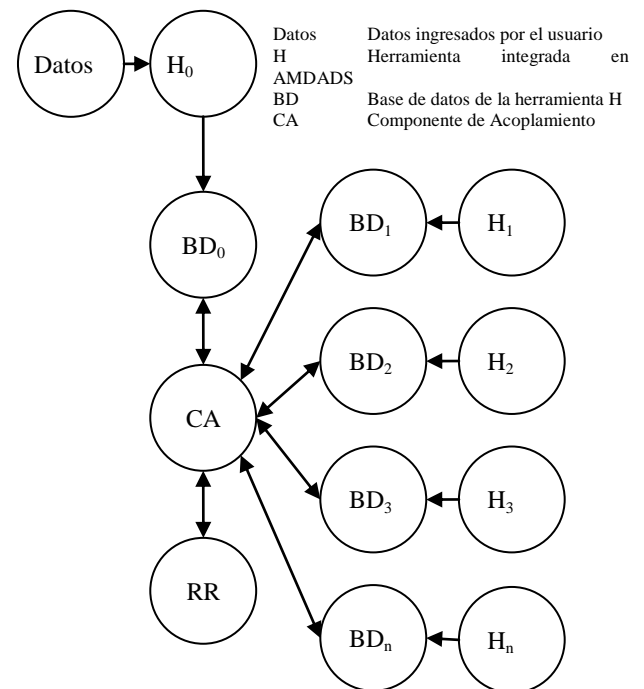 Datos
H₀
Datos Datos ingresados por el usuario
H Herramienta integrada en
AMDADS
BD Base de datos de la herramienta H
CA Componente de Acoplamiento
BD₀
BD₁
H₁
BD₂
H₂
CA
BD₃
H₃
RR
BDₙ
Hₙ